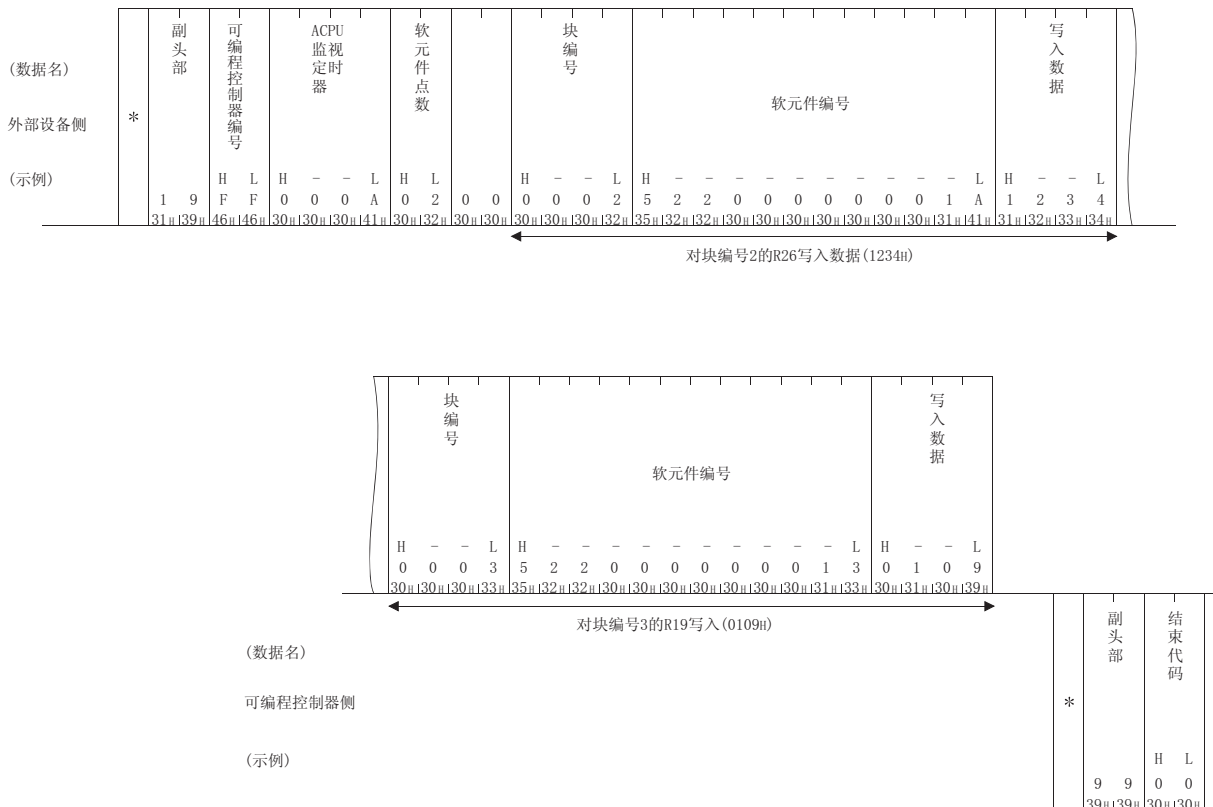 副头部
可编程控制器编号
ACPU监视定时器
软元件点数
块编号
软元件编号
写入数据
(数据名)
外部设备侧
*
(示例)
H L H - - L H L H - - L H - - - - - - - - - - L H - - L
1 9 F F 0 0 0 A 0 2 0 0 0 0 0 2 5 2 2 0 0 0 0 0 0 0 1 A 1 2 3 4
31H 39H 46H 46H 30H 30H 30H 41H 30H 32H 30H 30H 30H 30H 30H 32H 35H 32H 32H 30H 30H 30H 30H 30H 30H 30H 31H 41H 31H 32H 33H 34H
对块编号2的R26写入数据(1234H)
块编号
软元件编号
写入数据
H - - L H - - - - - - - - - - L H - - L
0 0 0 3 5 2 2 0 0 0 0 0 0 0 1 3 0 1 0 9
30H 30H 30H 33H 35H 32H 32H 30H 30H 30H 30H 30H 30H 30H 31H 33H 30H 31H 30H 39H
对块编号3的R19写入(0109H)
副头部
结束代码
(数据名)
可编程控制器侧
*
(示例)
H L
9 9 0 0
39H 39H 30H 30H